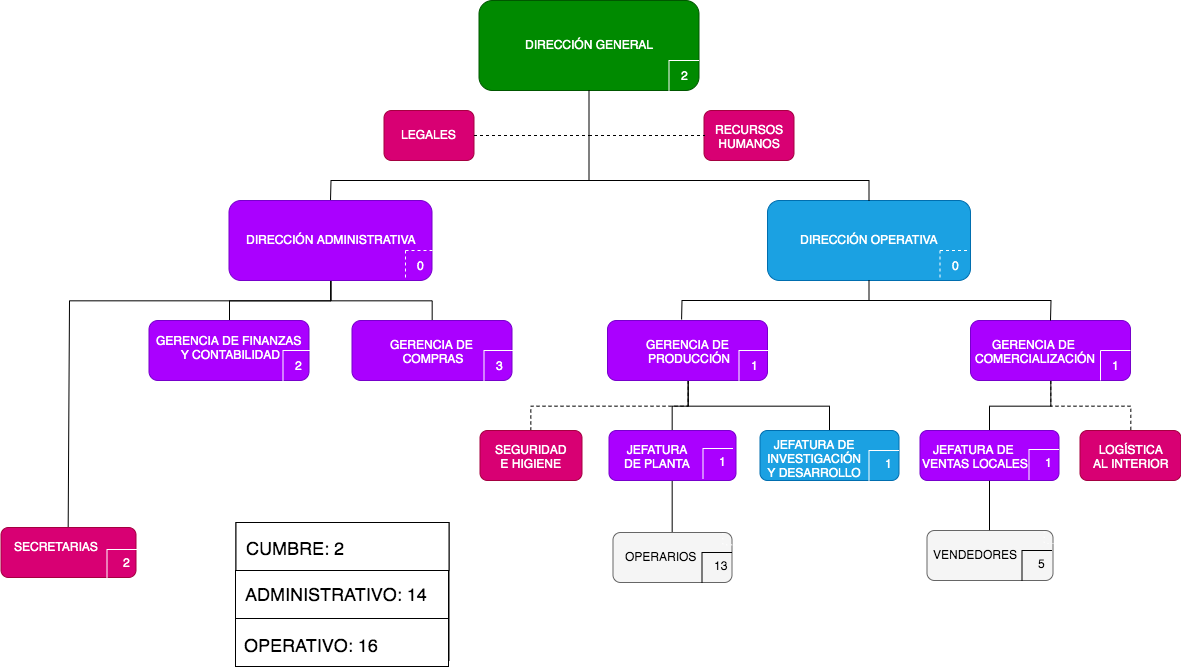 DIRECCIÓN GENERAL
2
LEGALES
RECURSOS
HUMANOS
DIRECCIÓN ADMINISTRATIVA
0
DIRECCIÓN OPERATIVA
0
GERENCIA DE FINANZAS
Y CONTABILIDAD
2
GERENCIA DE
COMPRAS
3
GERENCIA DE
PRODUCCIÓN
1
GERENCIA DE
COMERCIALIZACIÓN
1
SEGURIDAD
E HIGIENE
JEFATURA
DE PLANTA
1
JEFATURA DE
INVESTIGACIÓN
Y DESARROLLO
1
JEFATURA DE
VENTAS LOCALES
1
LOGÍSTICA
AL INTERIOR
SECRETARIAS
2
OPERARIOS
13
VENDEDORES
5
CUMBRE: 2
ADMINISTRATIVO: 14
OPERATIVO: 16